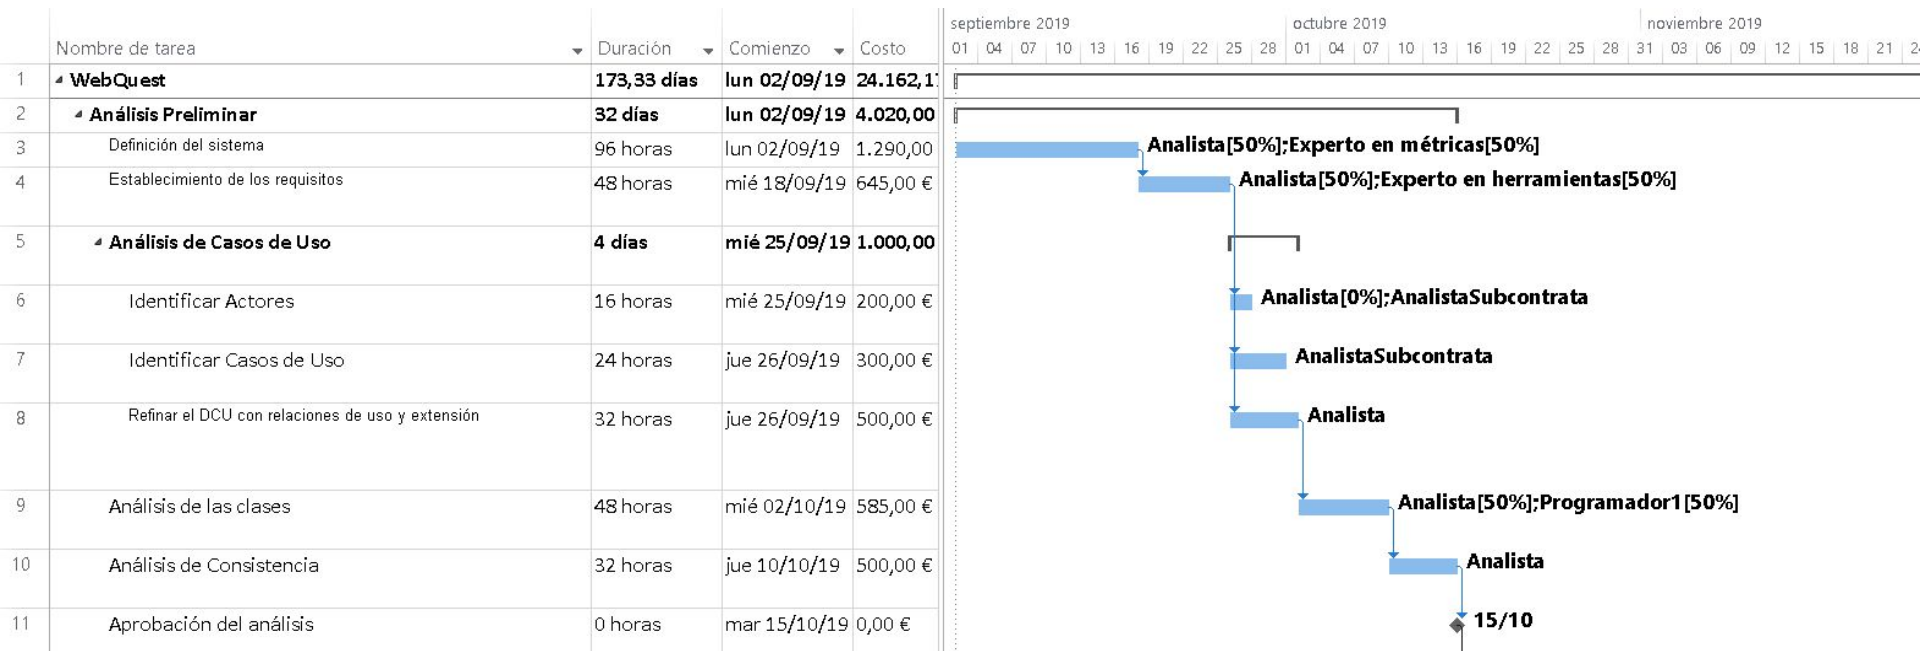 septiembre 2019 octubre 2019 noviembre 2019
Nombre de tarea Duración Comienzo Costo 01 04 07 10 13 16 19 22 25 28 01 04 07 10 13 16 19 22 25 28 31 03 06 09 12 15 18 21
1 WebQuest 173,33 días lun 02/09/19 24.162,1
2 Análisis Preliminar 32 días lun 02/09/19 4.020,00
3 Definición del sistema 96 horas lun 02/09/19 1.290,00 Analista[50%];Experto en métricas[50%]
4 Establecimiento de los requisitos 48 horas mié 18/09/19 645,00 € Analista[50%];Experto en herramientas[50%]
5 Análisis de Casos de Uso 4 días mié 25/09/19 1.000,00
6 Identificar Actores 16 horas mié 25/09/19 200,00 € Analista[0%];AnalistaSubcontrata
7 Identificar Casos de Uso 24 horas jue 26/09/19 300,00 € AnalistaSubcontrata
8 Refinar el DCU con relaciones de uso y extensión 32 horas jue 26/09/19 500,00 € Analista
9 Análisis de las clases 48 horas mié 02/10/19 585,00 € Analista[50%];Programador1[50%]
10 Análisis de Consistencia 32 horas jue 10/10/19 500,00 € Analista
11 Aprobación del análisis 0 horas mar 15/10/19 0,00 € 15/10